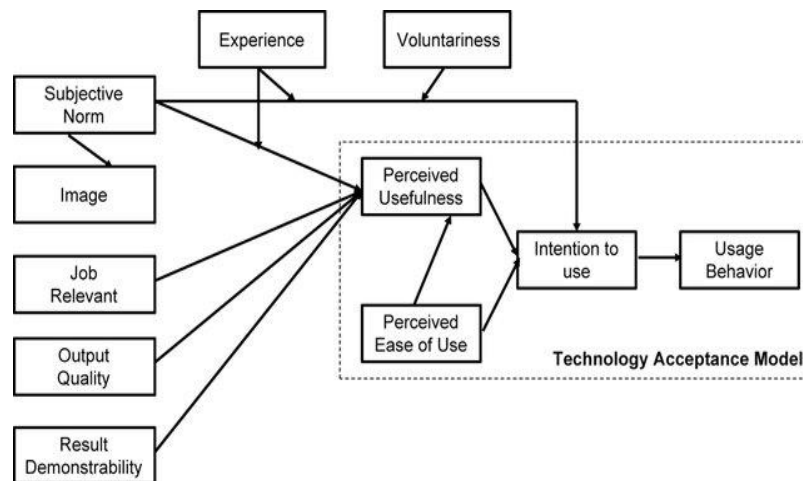 Experience
Voluntariness
Subjective
Norm
Image
Perceived
Usefulness
Job
Relevant
Intention to
use
Usage
Behavior
Perceived
Ease of Use
Output
Quality
Technology Acceptance Model
Result
Demonstrability